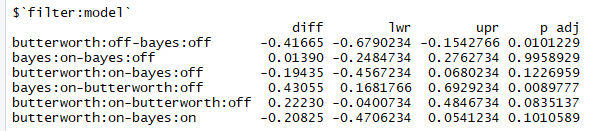 $`filter:model`
diff lwr upr p adj
butterworth:off-bayes:off -0.41665 -0.6790234 -0.1542766 0.0101229
bayes:on-bayes:off 0.01390 -0.2484734 0.2762734 0.9958929
butterworth:on-bayes:off -0.19435 -0.4567234 0.0680234 0.1226959
bayes:on-butterworth:off 0.43055 0.1681766 0.6929234 0.0089777
butterworth:on-butterworth:off 0.22230 -0.0400734 0.4846734 0.0835137
butterworth:on-bayes:on -0.20825 -0.4706234 0.0541234 0.1010589